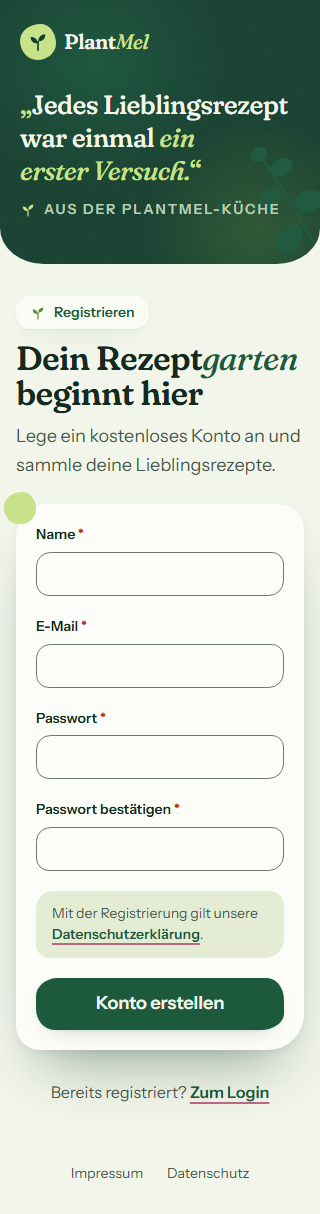 PlantMel
„Jedes Lieblingsrezept
war einmal ein
erster Versuch.“
AUS DER PLANTMEL-KÜCHE
Registrieren
Dein Rezeptgarten
beginnt hier
Lege ein kostenloses Konto an und
sammle deine Lieblingsrezepte.
Name *
E-Mail *
Passwort *
Passwort bestätigen *
Mit der Registrierung gilt unsere
Datenschutzerklärung.
Konto erstellen
Bereits registriert? Zum Login
Impressum Datenschutz